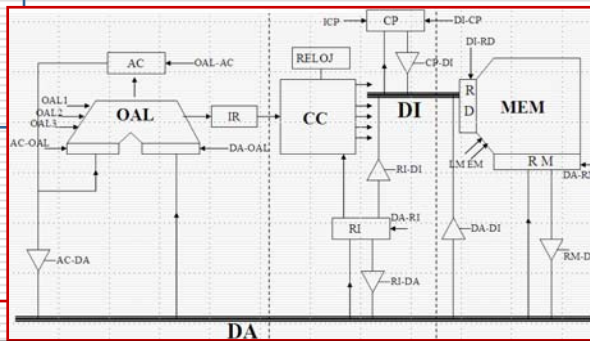 ICP
CP
DI-CP
DI-RD
RELOJ
AC
OAL-AC
CP-DI
OAL1
OAL2
OAL3
OAL
IR
CC
DI
R
D
MEM
AC-OAL
DA-OAL
RI-DI
LM EM
R M
RI
DA-RI
DA-DI
AC-DA
RI-DA
DA